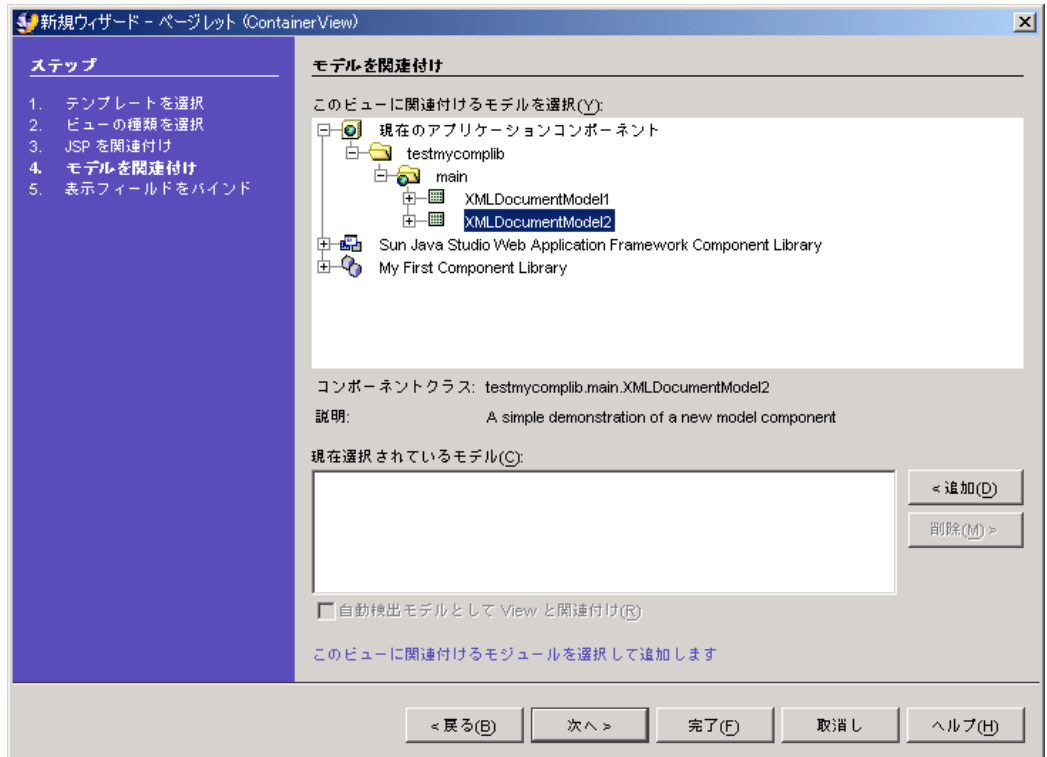 新規ウィザード - ページレット (ContainerView)
ステップ
1. テンプレートを選択
2. ビューの種類を選択
3. JSP を関連付け
4. モデルを関連付け
5. 表示フィールドをバインド
モデルを関連付け
このビューに関連付けるモデルを選択(Y):
現在のアプリケーションコンポーネント
testmycomplib
main
XMLDocumentModel1
XMLDocumentModel2
Sun Java Studio Web Application Framework Component Library
My First Component Library
コンポーネントクラス: testmycomplib.main.XMLDocumentModel2
説明: A simple demonstration of a new model component
現在選択されているモデル(C):
< 追加(D)
削除(M) >
自動検出モデルとして View と関連付け(R)
このビューに関連付けるモジュールを選択して追加します
< 戻る(B) 次へ > 完了(F) 取消し ヘルプ(H)